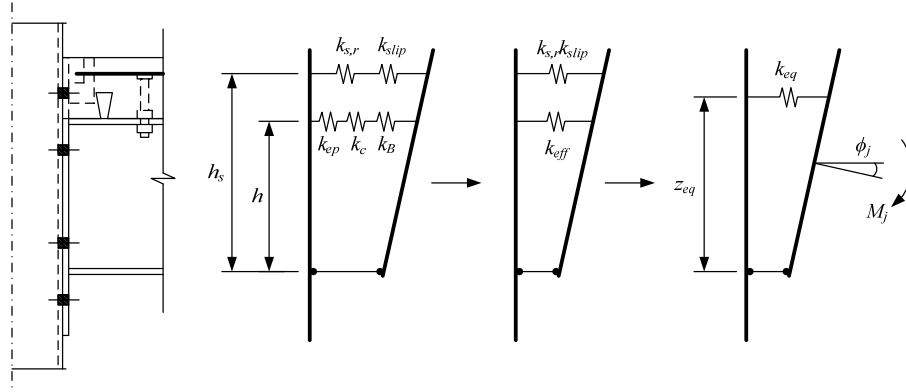 k_{s,r} k_{slip}
k_{ep} k_c k_B
h_s
h
k_{s,r}k_{slip}
k_{eff}
k_{eq}
z_{eq}
ϕ_j
M_j